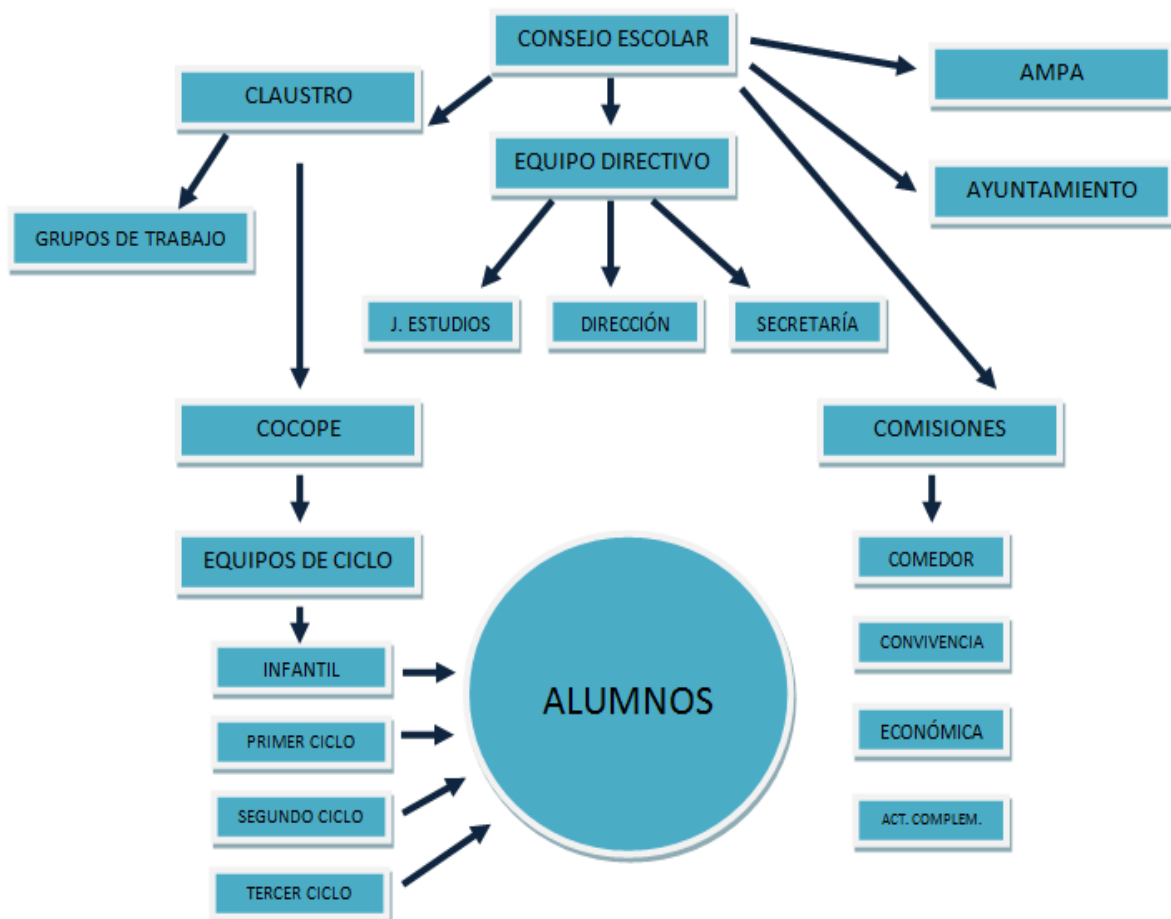 CONSEJO ESCOLAR
AMPA
CLAUSTRO
EQUIPO DIRECTIVO
AYUNTAMIENTO
GRUPOS DE TRABAJO
J. ESTUDIOS
DIRECCIÓN
SECRETARÍA
COCOPE
COMISIONES
EQUIPOS DE CICLO
COMEDOR
INFANTIL
CONVIVENCIA
ALUMNOS
PRIMER CICLO
ECONÓMICA
SEGUNDO CICLO
ACT. COMPLEM.
TERCER CICLO